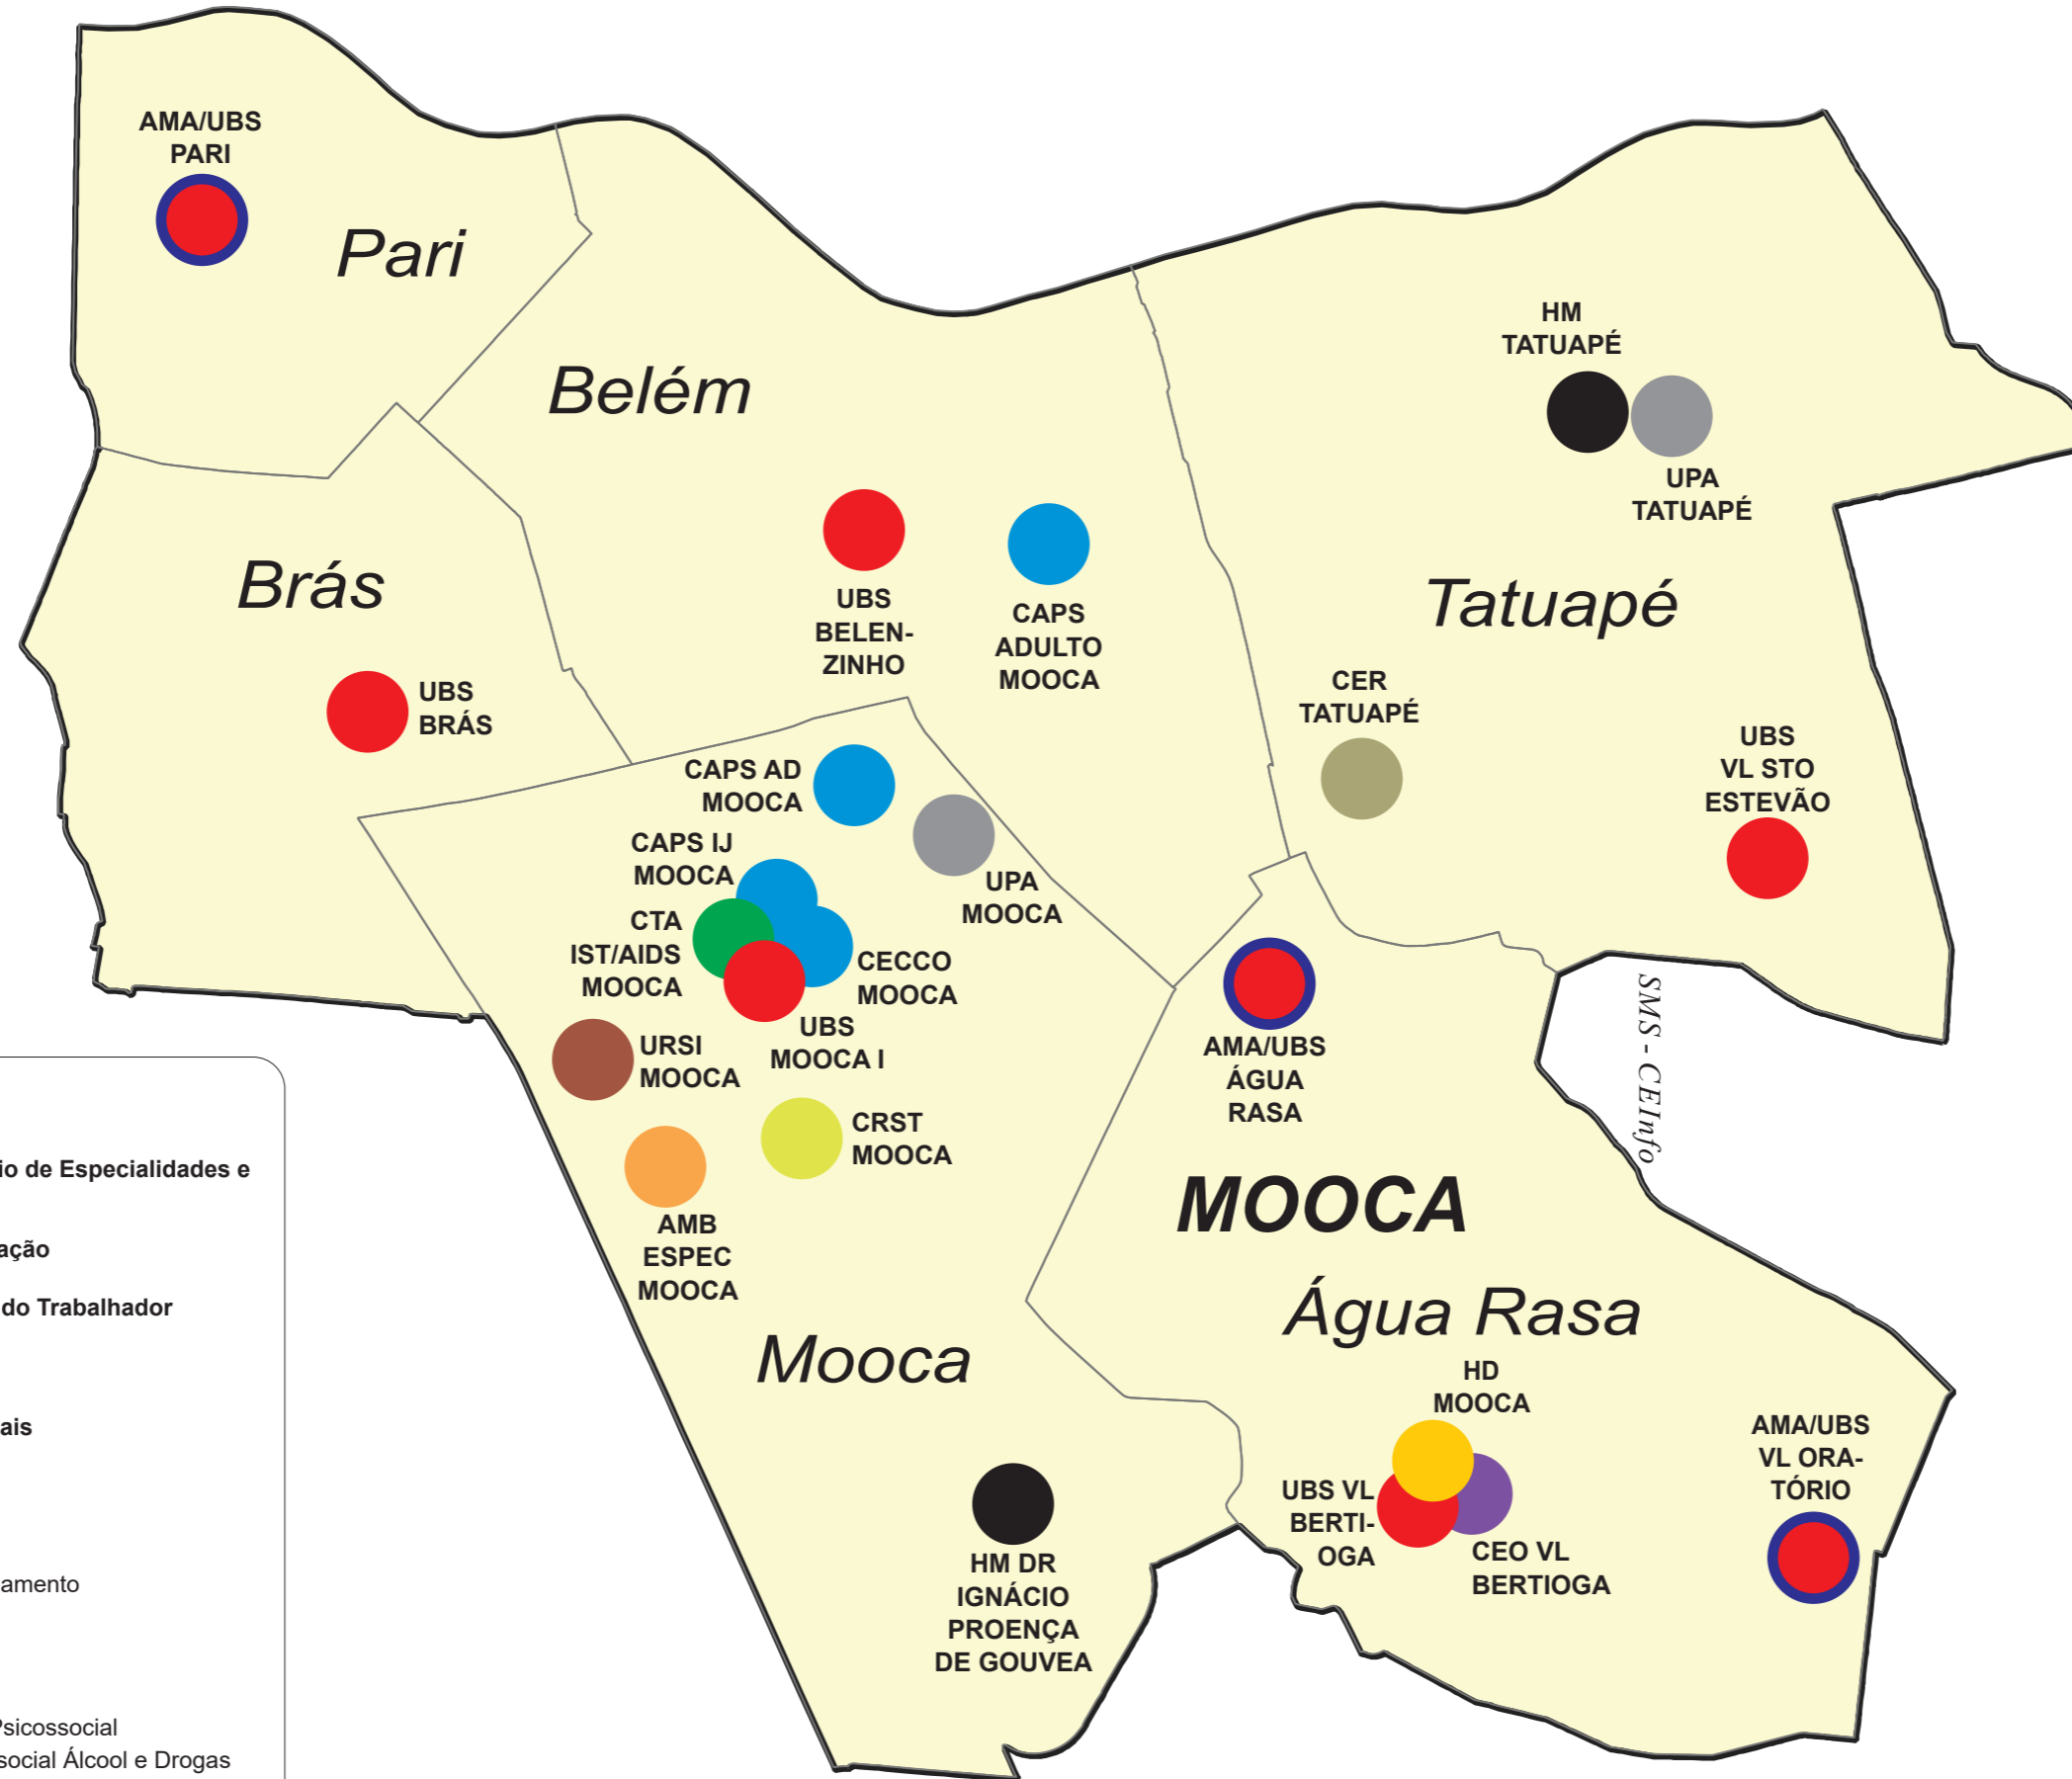 AMA/UBS
PARI
Pari
HM
TATUAPÉ
UPA
TATUAPÉ
Belém
Brás
Tatuapé
UBS
BELEN-
ZINHO
CAPS
ADULTO
MOOCA
UBS
BRÁS
CER
TATUAPÉ
UBS
VL STO
ESTEVÃO
CAPS AD
MOOCA
CAPS IJ
MOOCA
UPA
MOOCA
CTA
IST/AIDS
MOOCA
CECCO
MOOCA
UBS
MOOCA I
URSI
MOOCA
AMA/UBS
ÁGUA
RASA
SMS - CEInfo
CRST
MOOCA
AMB
ESPEC
MOOCA
MOOCA
Água Rasa
Mooca
HD
MOOCA
UBS VL
BERTI-
OGA
CEO VL
BERTIOGA
AMA/UBS
VL ORA-
TÓRIO
HM DR
IGNÁCIO
PROENÇA
DE GOUVEA
io de Especialidades e
ação
do Trabalhador
ais
amento
Psicossocial
social Álcool e Drogas